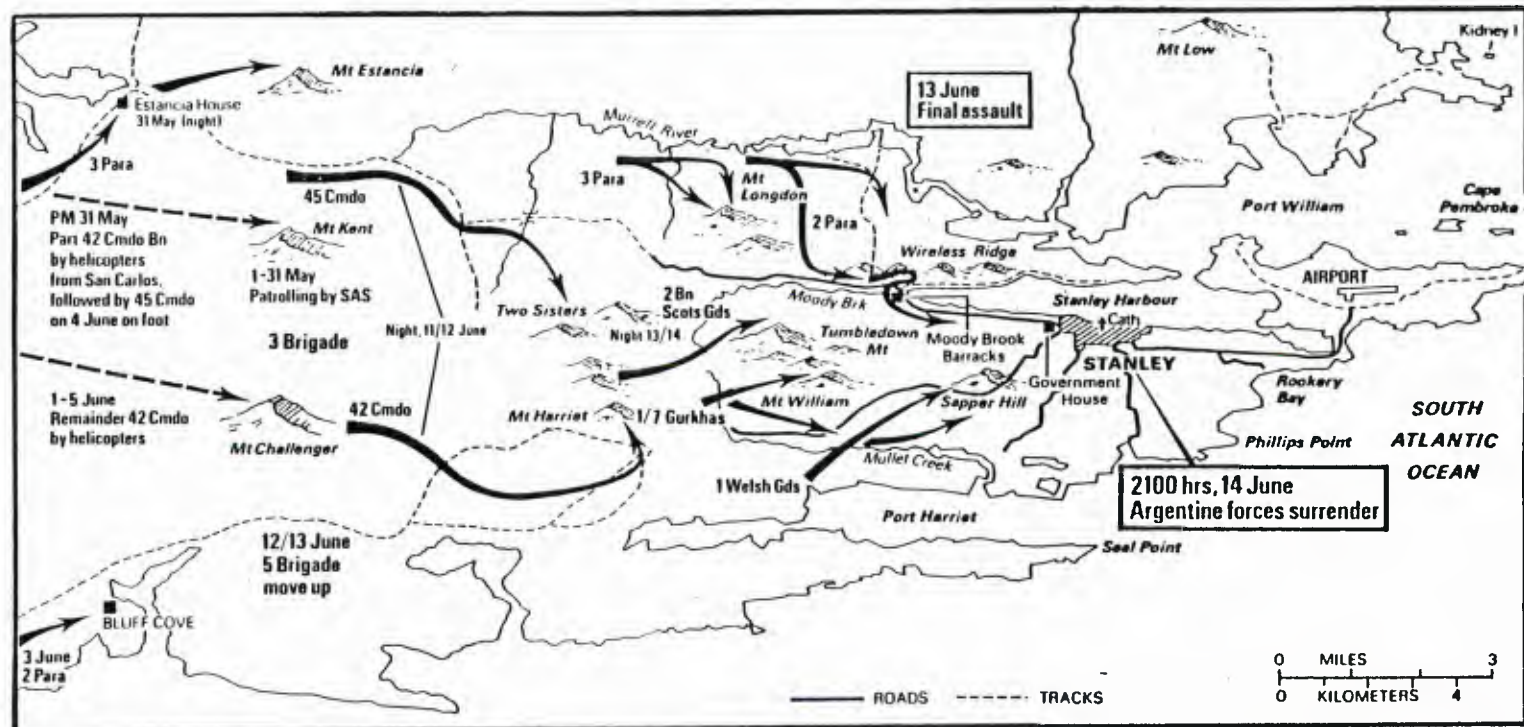 Kidney I
Mt Low
Mt Estancia
13 June
Final assault
Estancia House
31 May (night)
Murrell River
3 Para
3 Para
Mt
Longdon
45 Cmdo
Cape
Pembroke
Port William
PM 31 May
Part 42 Cmdo Bn
by helicopters
from San Carlos,
followed by 45 Cmdo
on 4 June on foot
Mt Kent
2 Para
Wireless Ridge
AIRPORT
1-31 May
Patrolling by SAS
Moody Brk
Stanley Harbour
Cath
Two Sisters
2 Bn
Scots Gds
Night, 11/12 June
Night 13/14
Tumbledown
Mt
3 Brigade
Moody Brook
Barracks
STANLEY
Government
House
Rookery
Bay
1-5 June
Remainder 42 Cmdo
by helicopters
42 Cmdo
Mt Harriet
1/7 Gurkhas
Mt William
Sapper Hill
SOUTH
ATLANTIC
OCEAN
Mt Challenger
Phillips Point
Mullet Creek
1 Welsh Gds
2100 hrs, 14 June
Argentine forces surrender
Port Harriet
Seal Point
12/13 June
5 Brigade
move up
BLUFF COVE
3 June
2 Para
0 MILES 3
0 KILOMETERS 4
ROADS TRACKS